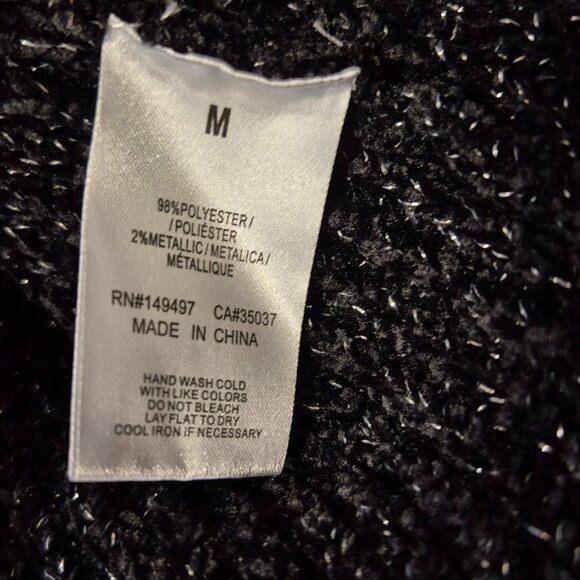 M
98%POLYESTER/
/POLIÉSTER
2%METALLIC/METALICA/
MÉTALLIQUE
RN#149497 CA#35037
MADE IN CHINA
HAND WASH COLD
WITH LIKE COLORS
DO NOT BLEACH
LAY FLAT TO DRY
COOL IRON IF NECESSARY